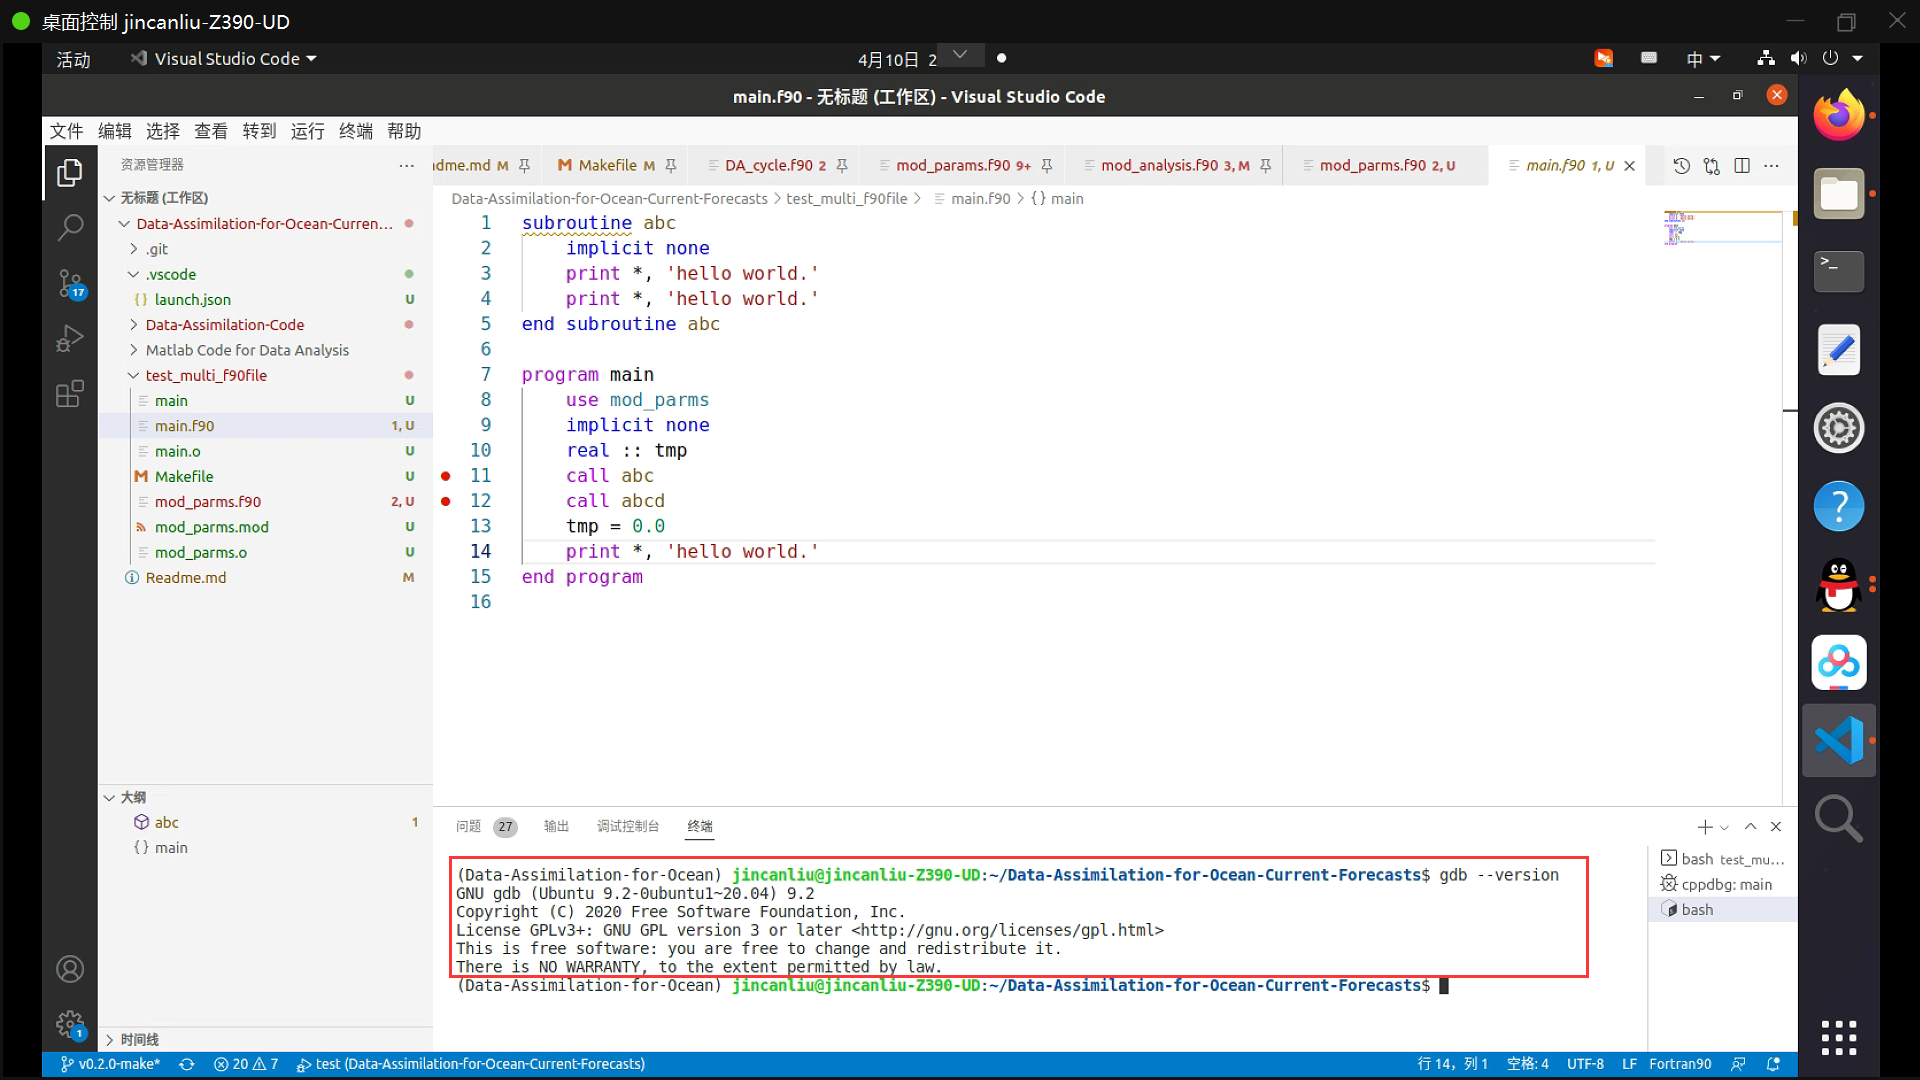 桌面控制 jincanliu-Z390-UD
活动
Visual Studio Code
4月10日 2
中
main.f90 - 无标题 (工作区) - Visual Studio Code
文件 编辑 选择 查看 转到 运行 终端 帮助
资源管理器
dme.md M
M Makefile M
DA_cycle.f90 2
mod_params.f90 9+
mod_analysis.f90 3, M
mod_parms.f90 2, U
main.f90 1, U
无标题 (工作区)
Data-Assimilation-for-Ocean-Curren...
.git
.vscode
{} launch.json U
Data-Assimilation-Code
Matlab Code for Data Analysis
test_multi_f90file
main U
main.f90 1, U
main.o U
M Makefile U
mod_parms.f90 2, U
mod_parms.mod U
mod_parms.o U
Readme.md M
17
Data-Assimilation-for-Ocean-Current-Forecasts > test_multi_f90file > main.f90 > {} main
1 subroutine abc
2 implicit none
3 print *, 'hello world.'
4 print *, 'hello world.'
5 end subroutine abc
6
7 program main
8 use mod_parms
9 implicit none
10 real :: tmp
11 call abc
12 call abcd
13 tmp = 0.0
14 print *, 'hello world.'
15 end program
16
大纲
abc 1
{} main
时间线
1
问题 27 输出 调试控制台 终端
(Data-Assimilation-for-Ocean) jincanliu@jincanliu-Z390-UD:~/Data-Assimilation-for-Ocean-Current-Forecasts$ gdb --version
GNU gdb (Ubuntu 9.2-0ubuntu1~20.04) 9.2
Copyright (C) 2020 Free Software Foundation, Inc.
License GPLv3+: GNU GPL version 3 or later <http://gnu.org/licenses/gpl.html>
This is free software: you are free to change and redistribute it.
There is NO WARRANTY, to the extent permitted by law.
(Data-Assimilation-for-Ocean) jincanliu@jincanliu-Z390-UD:~/Data-Assimilation-for-Ocean-Current-Forecasts$
bash test_mu...
cppdbg: main
bash
v0.2.0-make* 20 7 test (Data-Assimilation-for-Ocean-Current-Forecasts)
行 14，列 1 空格: 4 UTF-8 LF Fortran90